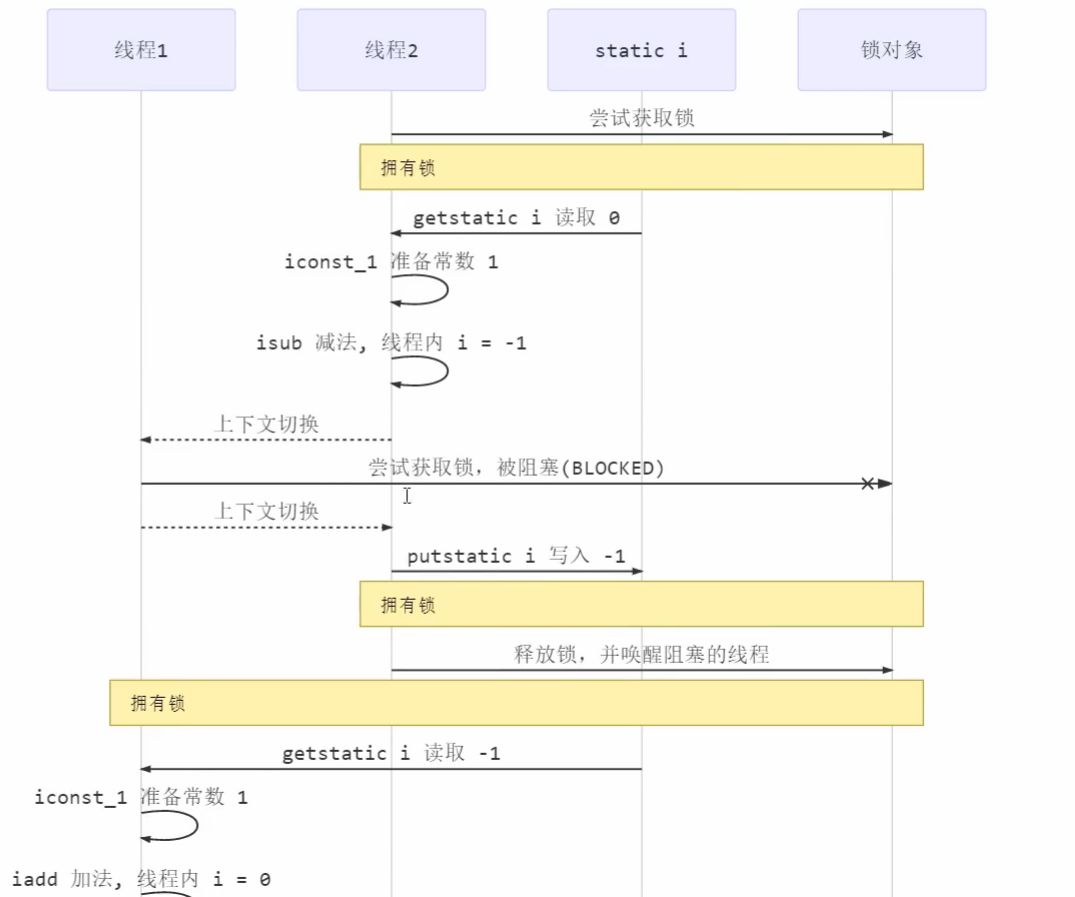 线程1
线程2
static i
锁对象
尝试获取锁
拥有锁
getstatic i 读取 0
iconst_1 准备常数 1
isub 减法, 线程内 i = -1
上下文切换
尝试获取锁，被阻塞(BLOCKED)
上下文切换
putstatic i 写入 -1
拥有锁
释放锁，并唤醒阻塞的线程
拥有锁
getstatic i 读取 -1
iconst_1 准备常数 1
iadd 加法, 线程内 i = 0